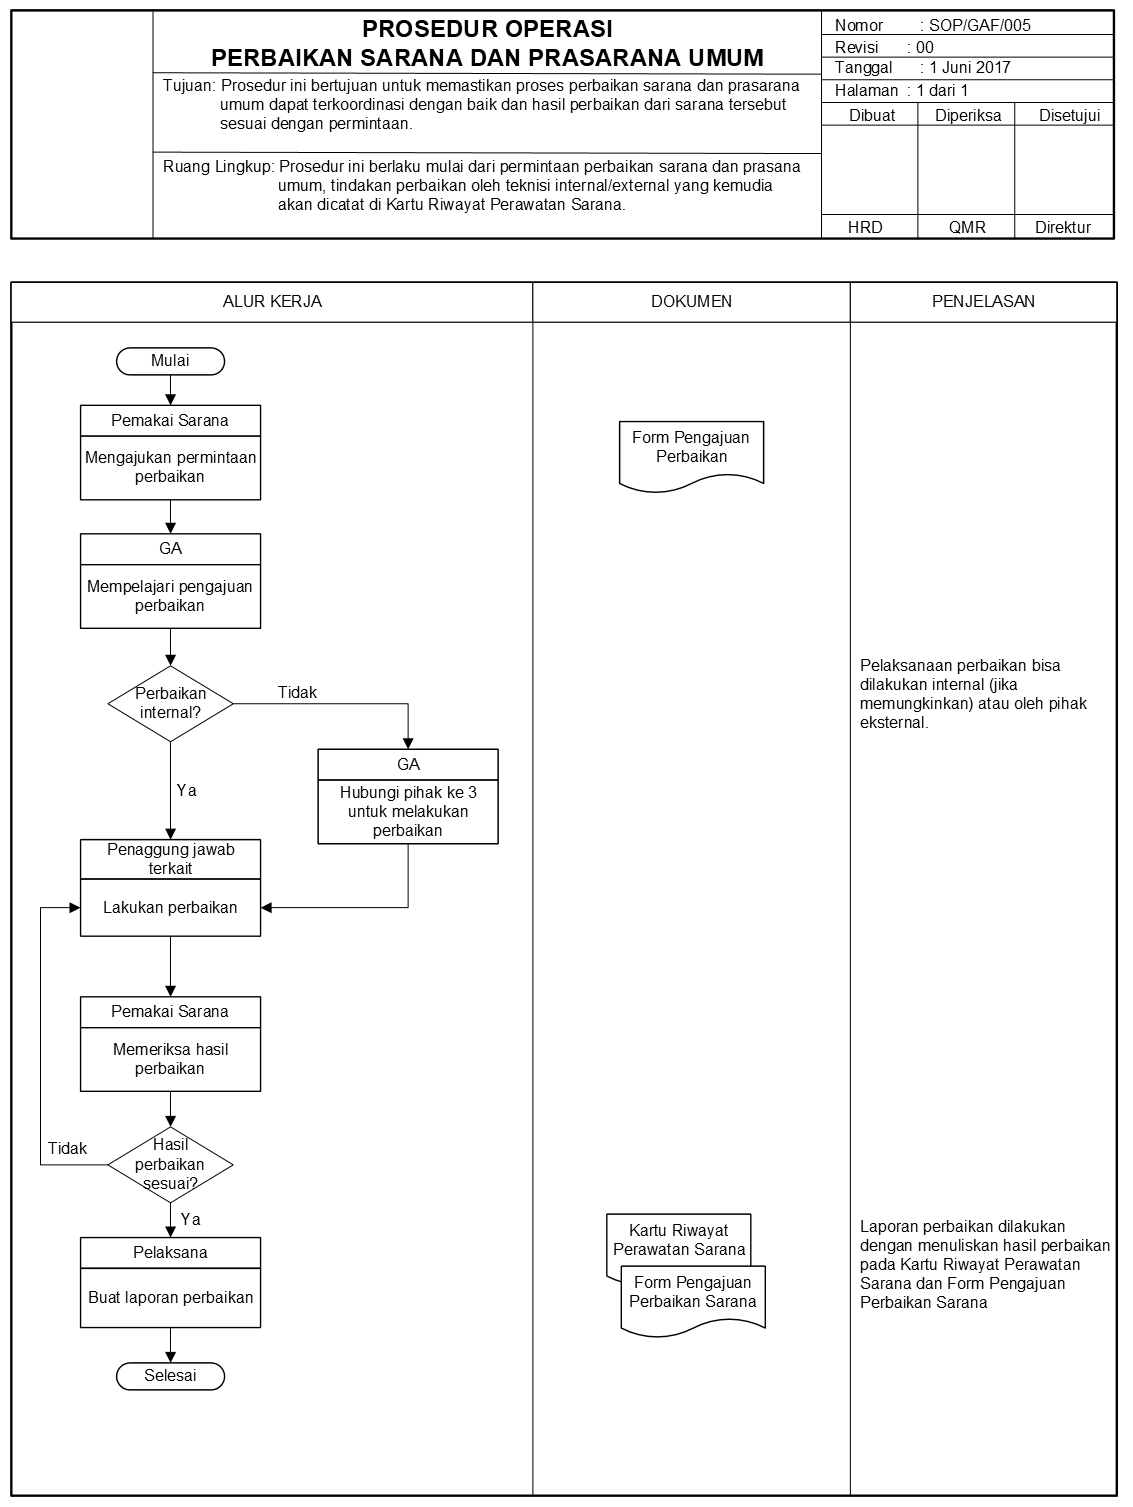 PROSEDUR OPERASI
PERBAIKAN SARANA DAN PRASARANA UMUM
Tujuan: Prosedur ini bertujuan untuk memastikan proses perbaikan sarana dan prasarana
umum dapat terkoordinasi dengan baik dan hasil perbaikan dari sarana tersebut
sesuai dengan permintaan.
Ruang Lingkup: Prosedur ini berlaku mulai dari permintaan perbaikan sarana dan prasana
umum, tindakan perbaikan oleh teknisi internal/external yang kemudia
akan dicatat di Kartu Riwayat Perawatan Sarana.
Nomor : SOP/GAF/005
Revisi : 00
Tanggal : 1 Juni 2017
Halaman : 1 dari 1
Dibuat Diperiksa Disetujui
HRD QMR Direktur
ALUR KERJA DOKUMEN PENJELASAN
Mulai
Pemakai Sarana
Mengajukan permintaan
perbaikan
Form Pengajuan
Perbaikan
GA
Mempelajari pengajuan
perbaikan
Perbaikan
internal?
Tidak
Ya
Pelaksanaan perbaikan bisa
dilakukan internal (jika
memungkinkan) atau oleh pihak
eksternal.
GA
Hubungi pihak ke 3
untuk melakukan
perbaikan
Penaggung jawab
terkait
Lakukan perbaikan
Pemakai Sarana
Memeriksa hasil
perbaikan
Hasil
perbaikan
sesuai?
Tidak
Ya
Pelaksana
Buat laporan perbaikan
Kartu Riwayat
Perawatan Sarana
Form Pengajuan
Perbaikan Sarana
Laporan perbaikan dilakukan
dengan menuliskan hasil perbaikan
pada Kartu Riwayat Perawatan
Sarana dan Form Pengajuan
Perbaikan Sarana
Selesai